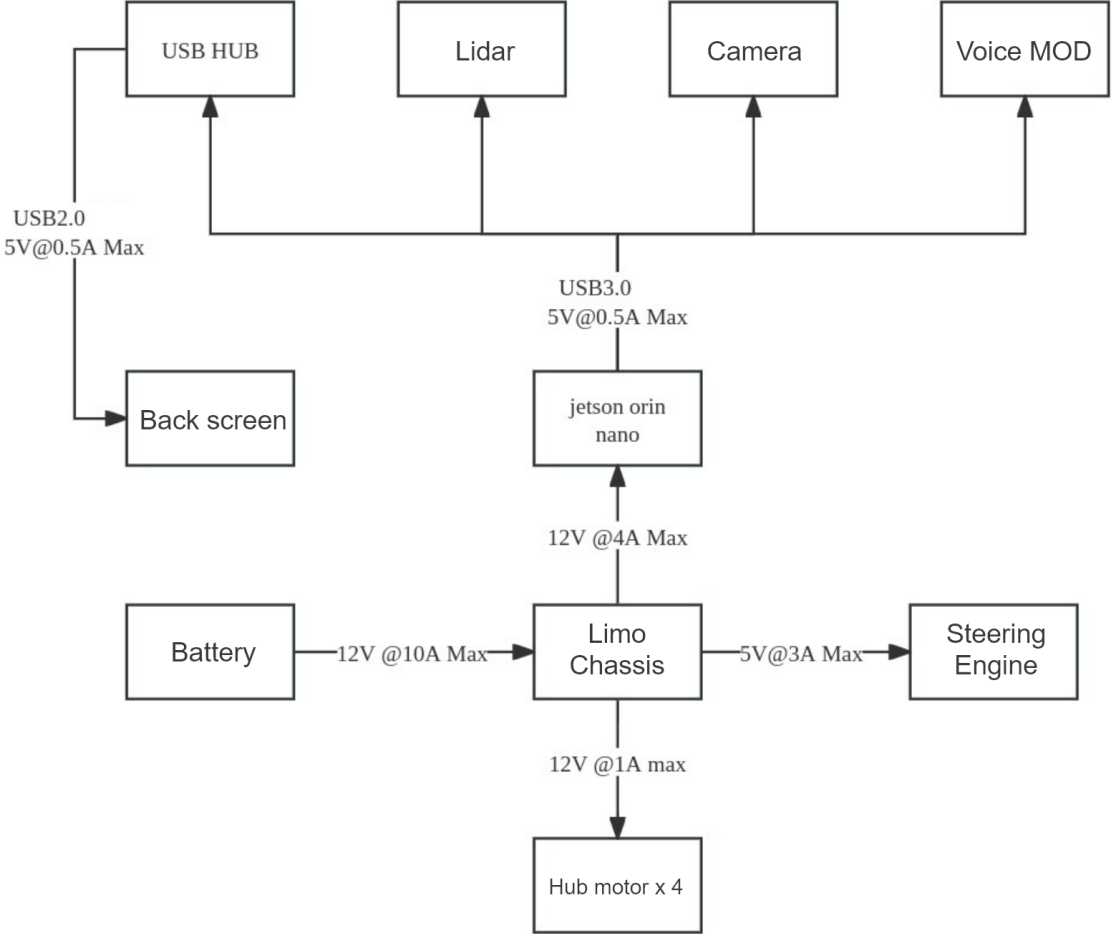 USB HUB
Lidar
Camera
Voice MOD
USB2.0
5V@0.5A Max
USB3.0
5V@0.5A Max
Back screen
jetson orin
nano
12V @4A Max
Battery
12V @10A Max
Limo
Chassis
5V@3A Max
Steering
Engine
12V @1A max
Hub motor x 4